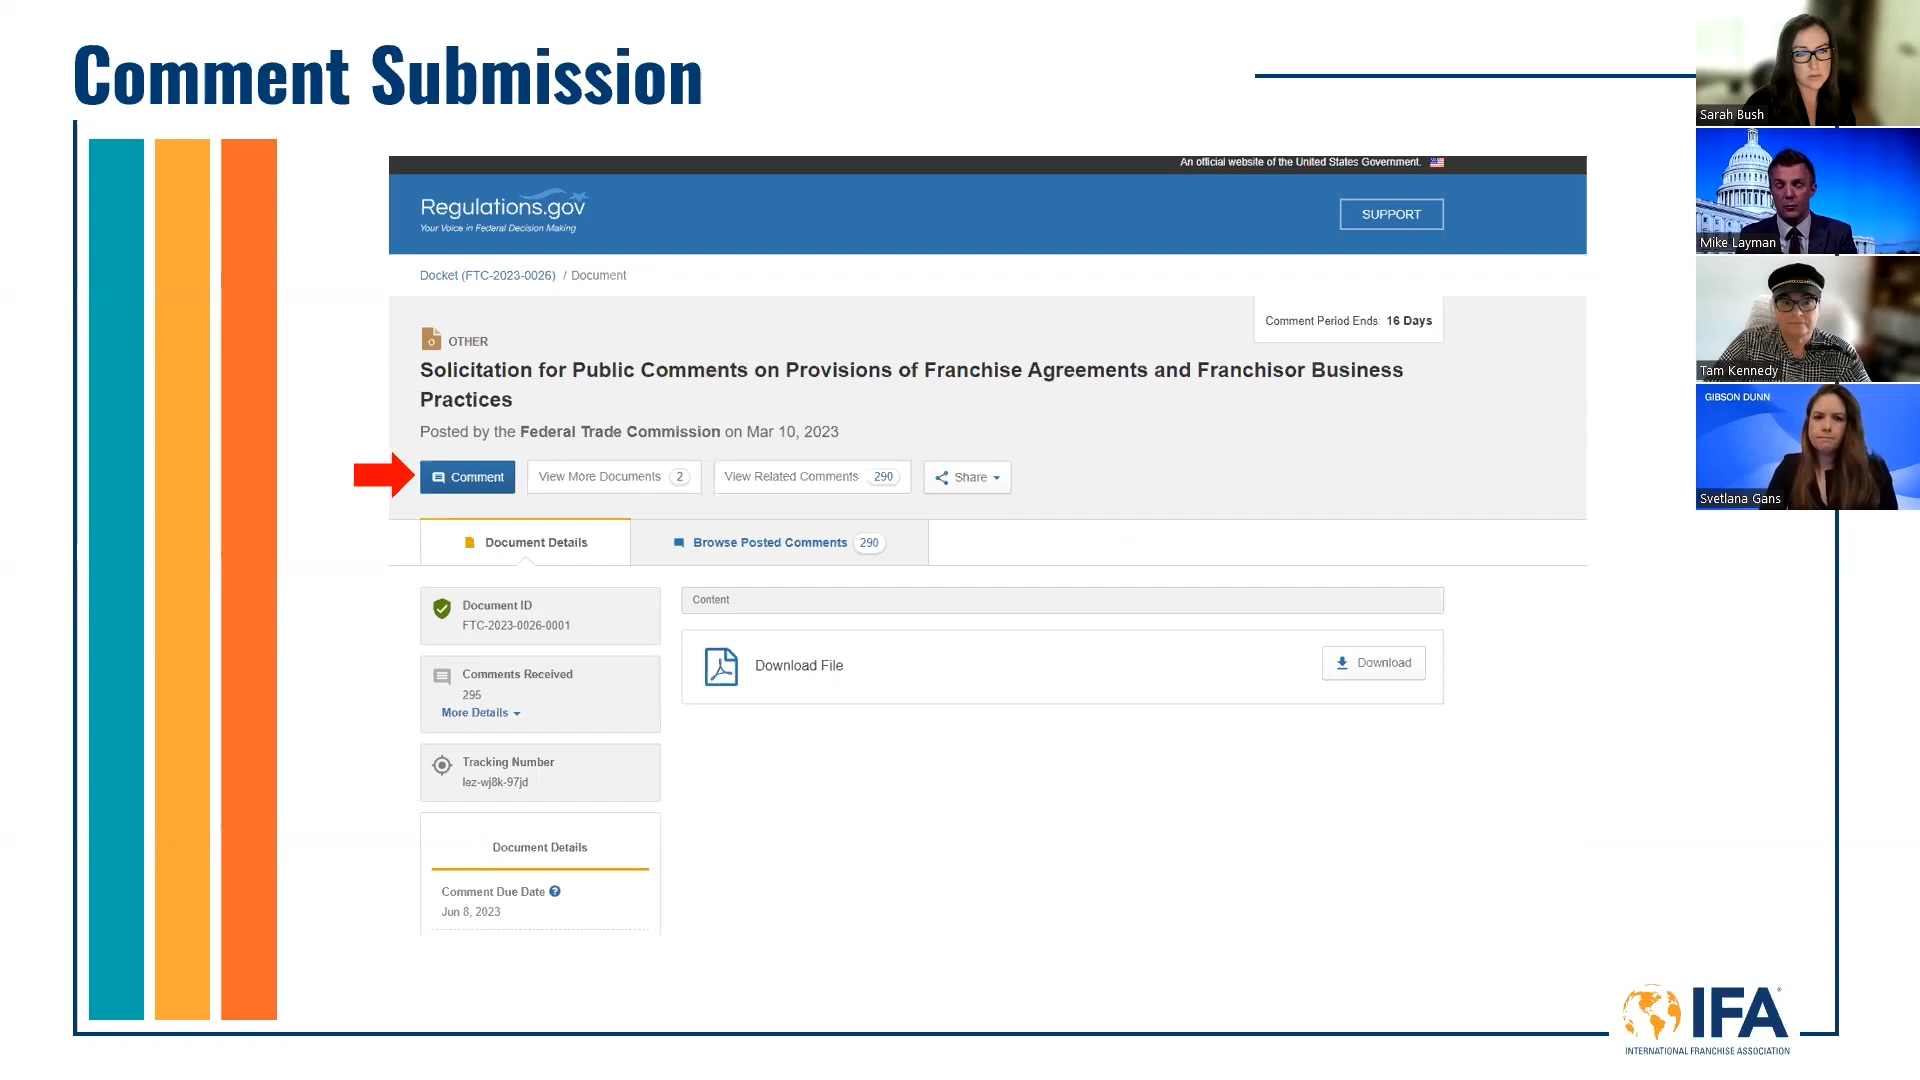 Comment Submission
An official website of the United States Government.
Regulations.gov
Your Voice in Federal Decision Making
SUPPORT
Docket (FTC-2023-0026) / Document
Comment Period Ends: 16 Days
OTHER
Solicitation for Public Comments on Provisions of Franchise Agreements and Franchisor Business
Practices
Posted by the Federal Trade Commission on Mar 10, 2023
Comment
View More Documents 2
View Related Comments 290
Share
Document Details
Browse Posted Comments 290
Document ID
FTC-2023-0026-0001
Comments Received
295
More Details
Tracking Number
lez-wj8k-97jd
Document Details
Comment Due Date
Jun 8, 2023
Content
Download File
Download
Sarah Bush
Mike Layman
Tam Kennedy
GIBSON DUNN
Svetlana Gans
IFA
INTERNATIONAL FRANCHISE ASSOCIATION